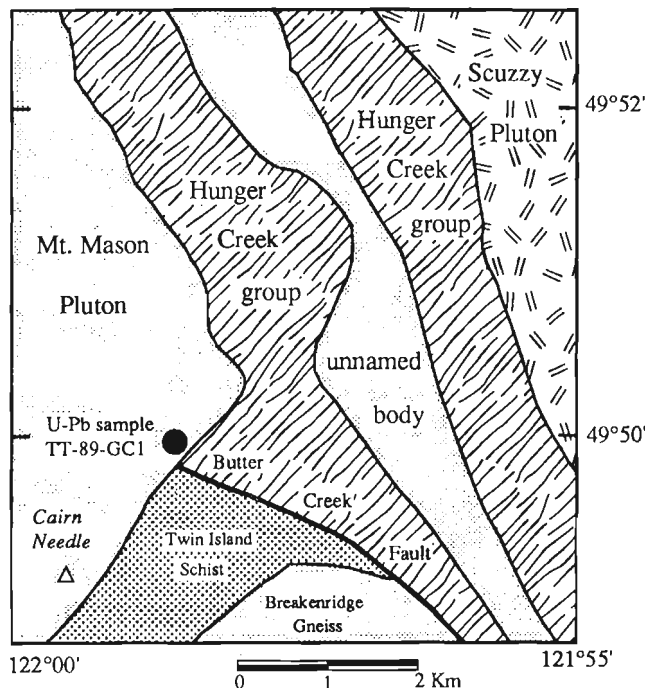 Scuzzy
Pluton
49°52'
Hunger
Creek
group
Hunger
Creek
group
Mt. Mason
Pluton
unnamed
body
U-Pb sample
TT-89-GC1
49°50'
Butter
Creek
Fault
Cairn
Needle
Twin Island
Schist
Breakenridge
Gneiss
122°00'
121°55'
0 1 2 Km